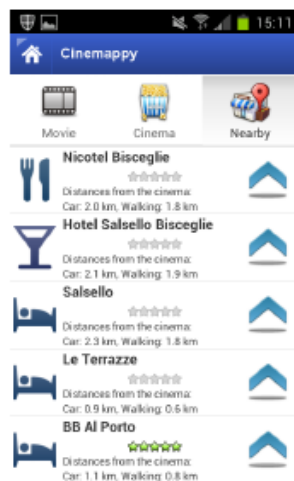 15:11
Cinemappy
Movie
Cinema
Nearby
Nicotel Bisceglie
Distances from the cinema:
Car: 2.0 km, Walking: 1.8 km
Hotel Salsello Bisceglie
Distances from the cinema:
Car: 2.1 km, Walking: 1.9 km
Salsello
Distances from the cinema:
Car: 2.3 km, Walking: 1.8 km
Le Terrazze
Distances from the cinema:
Car: 0.9 km, Walking: 0.6 km
BB Al Porto
Distances from the cinema:
Car: 1.1 km, Walking: 0.8 km